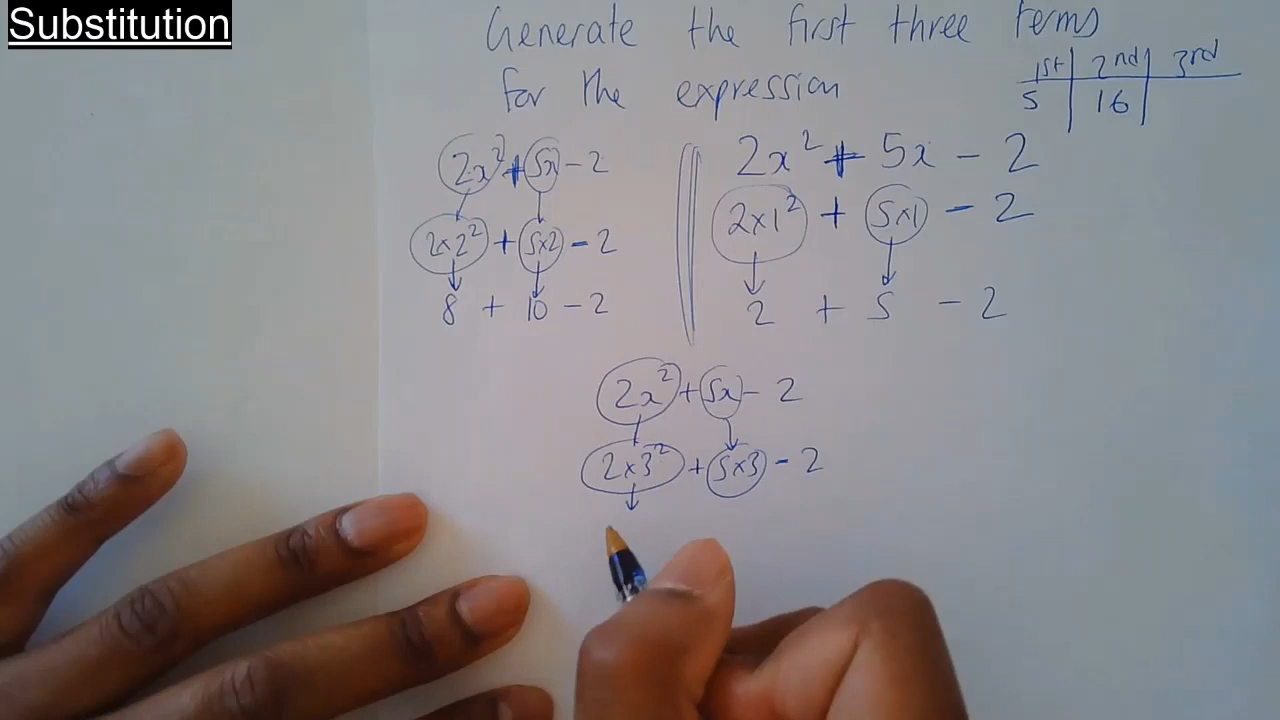 Substitution
Generate the first three terms
for the expression
1st 2nd 3rd
5 16
2x² + 5x - 2
2×2² + 5×2 - 2
8 + 10 - 2
2x² + 5x - 2
2×1² + 5×1 - 2
2 + 5 - 2
2x² + 5x - 2
2×3² + 5×3 - 2